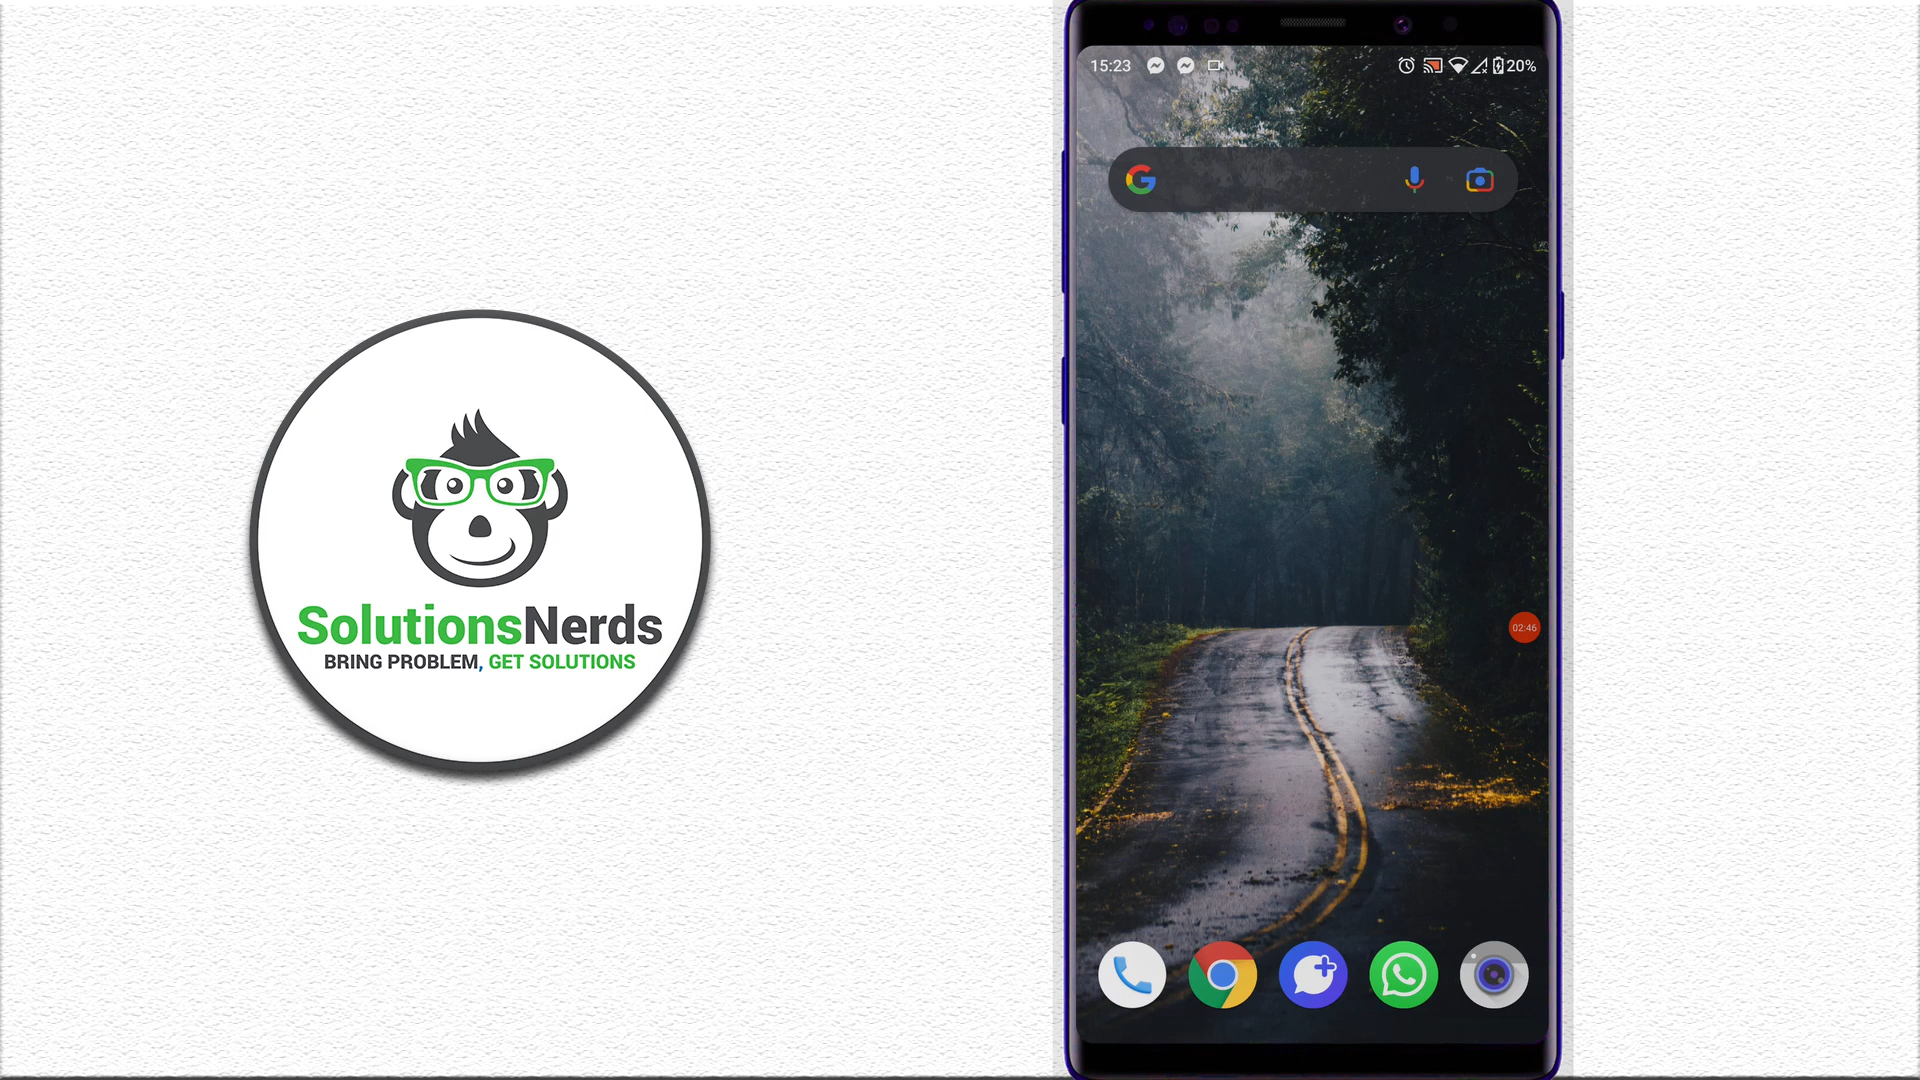 15:23
20%
02:46
SolutionsNerds
BRING PROBLEM, GET SOLUTIONS